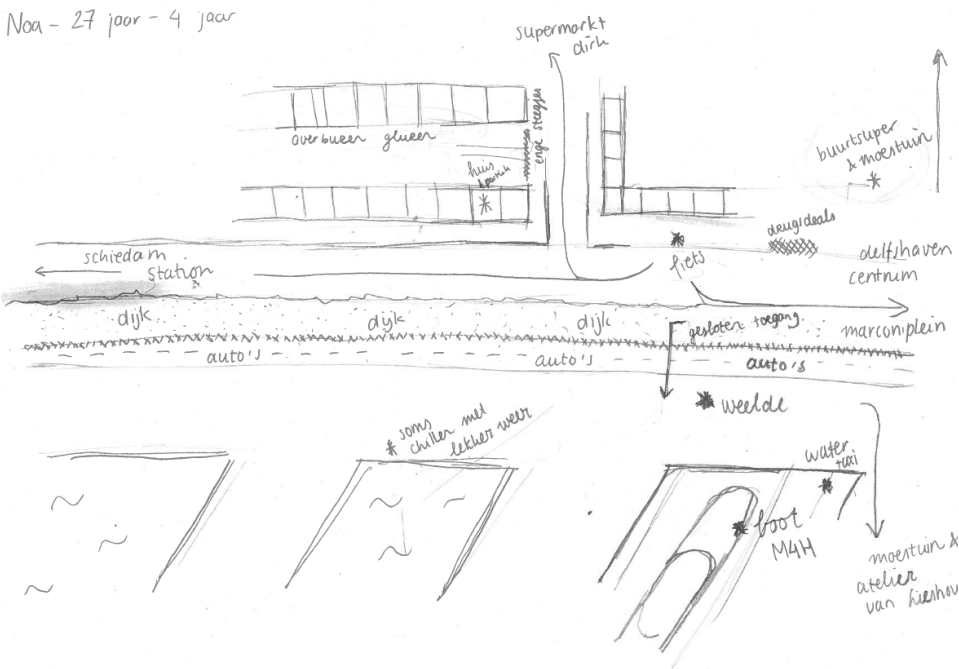 Noa - 27 jaar - 4 jaar
supermarkt
dirk
overburen gluren
enge steegjes
huis
buurtsuper
& moestuin
drugsdeals
fiets
delfshaven
centrum
schiedam
station
dijk
dijk
dijk
gesloten toegang
marconiplein
auto's
auto's
auto's
weelde
soms
chillen met
lekker weer
water
taxi
boot
M4H
moestuin &
atelier
van